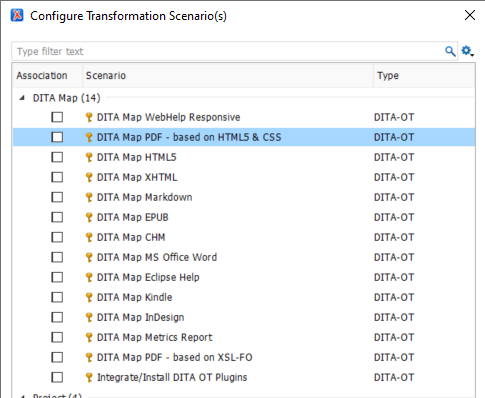 Configure Transformation Scenario(s)
Type filter text
Association Scenario Type
DITA Map (14)
DITA Map WebHelp Responsive DITA-OT
DITA Map PDF - based on HTML5 & CSS DITA-OT
DITA Map HTML5 DITA-OT
DITA Map XHTML DITA-OT
DITA Map Markdown DITA-OT
DITA Map EPUB DITA-OT
DITA Map CHM DITA-OT
DITA Map MS Office Word DITA-OT
DITA Map Eclipse Help DITA-OT
DITA Map Kindle DITA-OT
DITA Map InDesign DITA-OT
DITA Map Metrics Report DITA-OT
DITA Map PDF - based on XSL-FO DITA-OT
Integrate/Install DITA OT Plugins DITA-OT
Project (4)